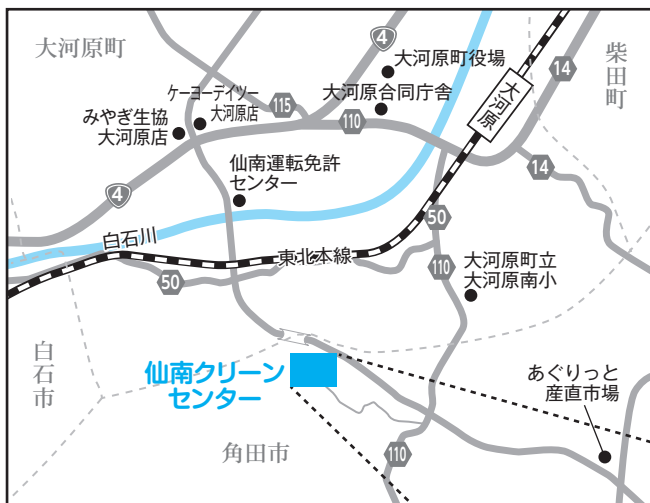 大河原町
4
大河原町役場
柴田町
14
ケーヨーデイツー
大河原店
115
大河原合同庁舎
大河原
みやぎ生協
大河原店
110
仙南運転免許
センター
14
4
50
白石川
東北本線
50
110
大河原町立
大河原南小
白石市
仙南クリーン
センター
あぐりっと
産直市場
角田市
110